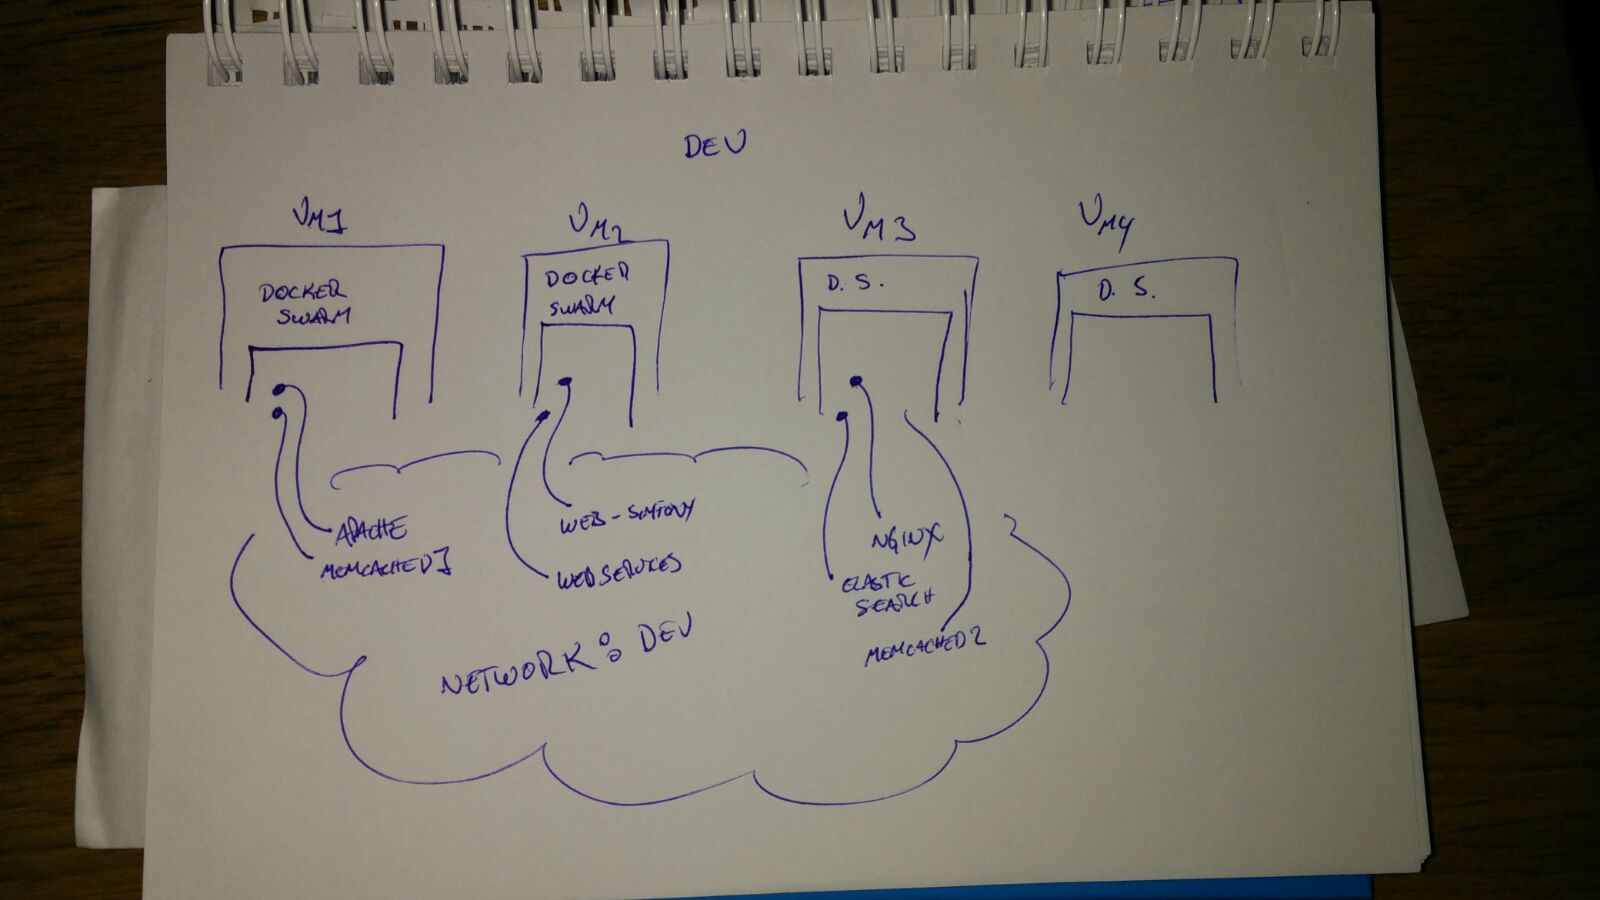 DEV
VM1
VM2
VM3
VM4
DOCKER
SWARM
DOCKER
SWARM
D. S.
D. S.
APACHE
MEMCACHED1
WEB-SYMFONY
WEBSERVICES
NGINX
ELASTIC
SEARCH
MEMCACHED2
NETWORK: DEV